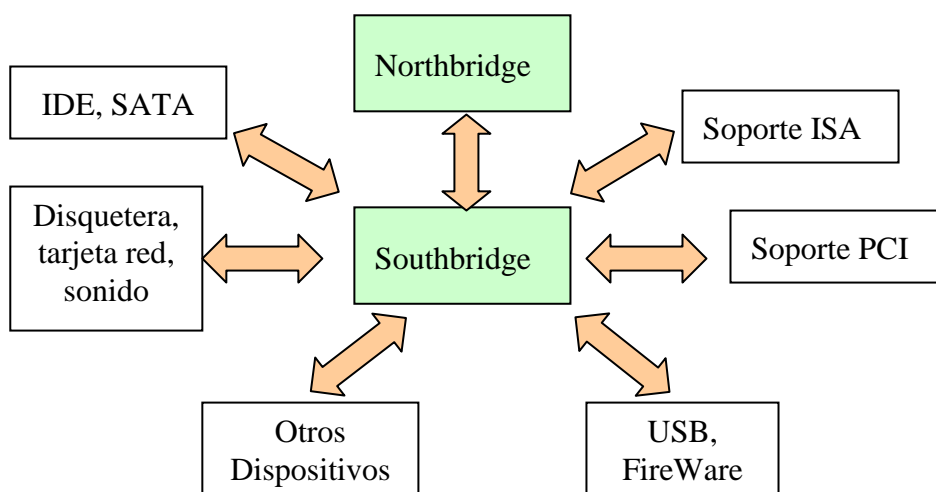 Northbridge
IDE, SATA
Soporte ISA
Disquetera,
tarjeta red,
sonido
Southbridge
Soporte PCI
Otros
Dispositivos
USB,
FireWare